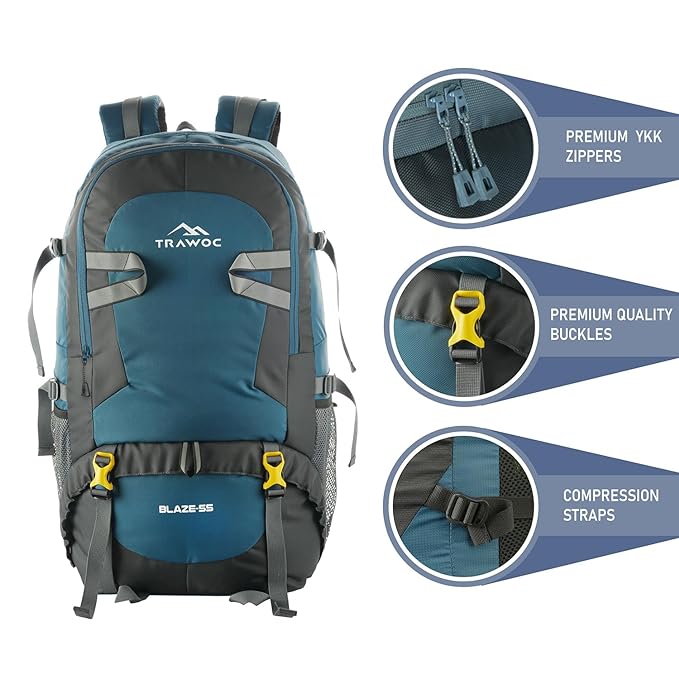 TRAWOC
BLAZE-55
PREMIUM YKK
ZIPPERS
PREMIUM QUALITY
BUCKLES
COMPRESSION
STRAPS